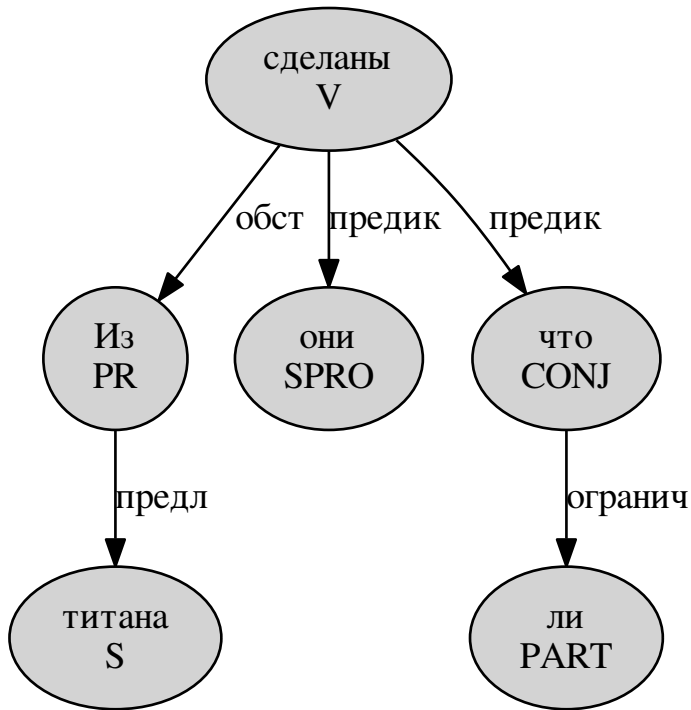 сделаны
V
обст
предик
предик
Из
PR
они
SPRO
что
CONJ
предл
огранич
титана
S
ли
PART